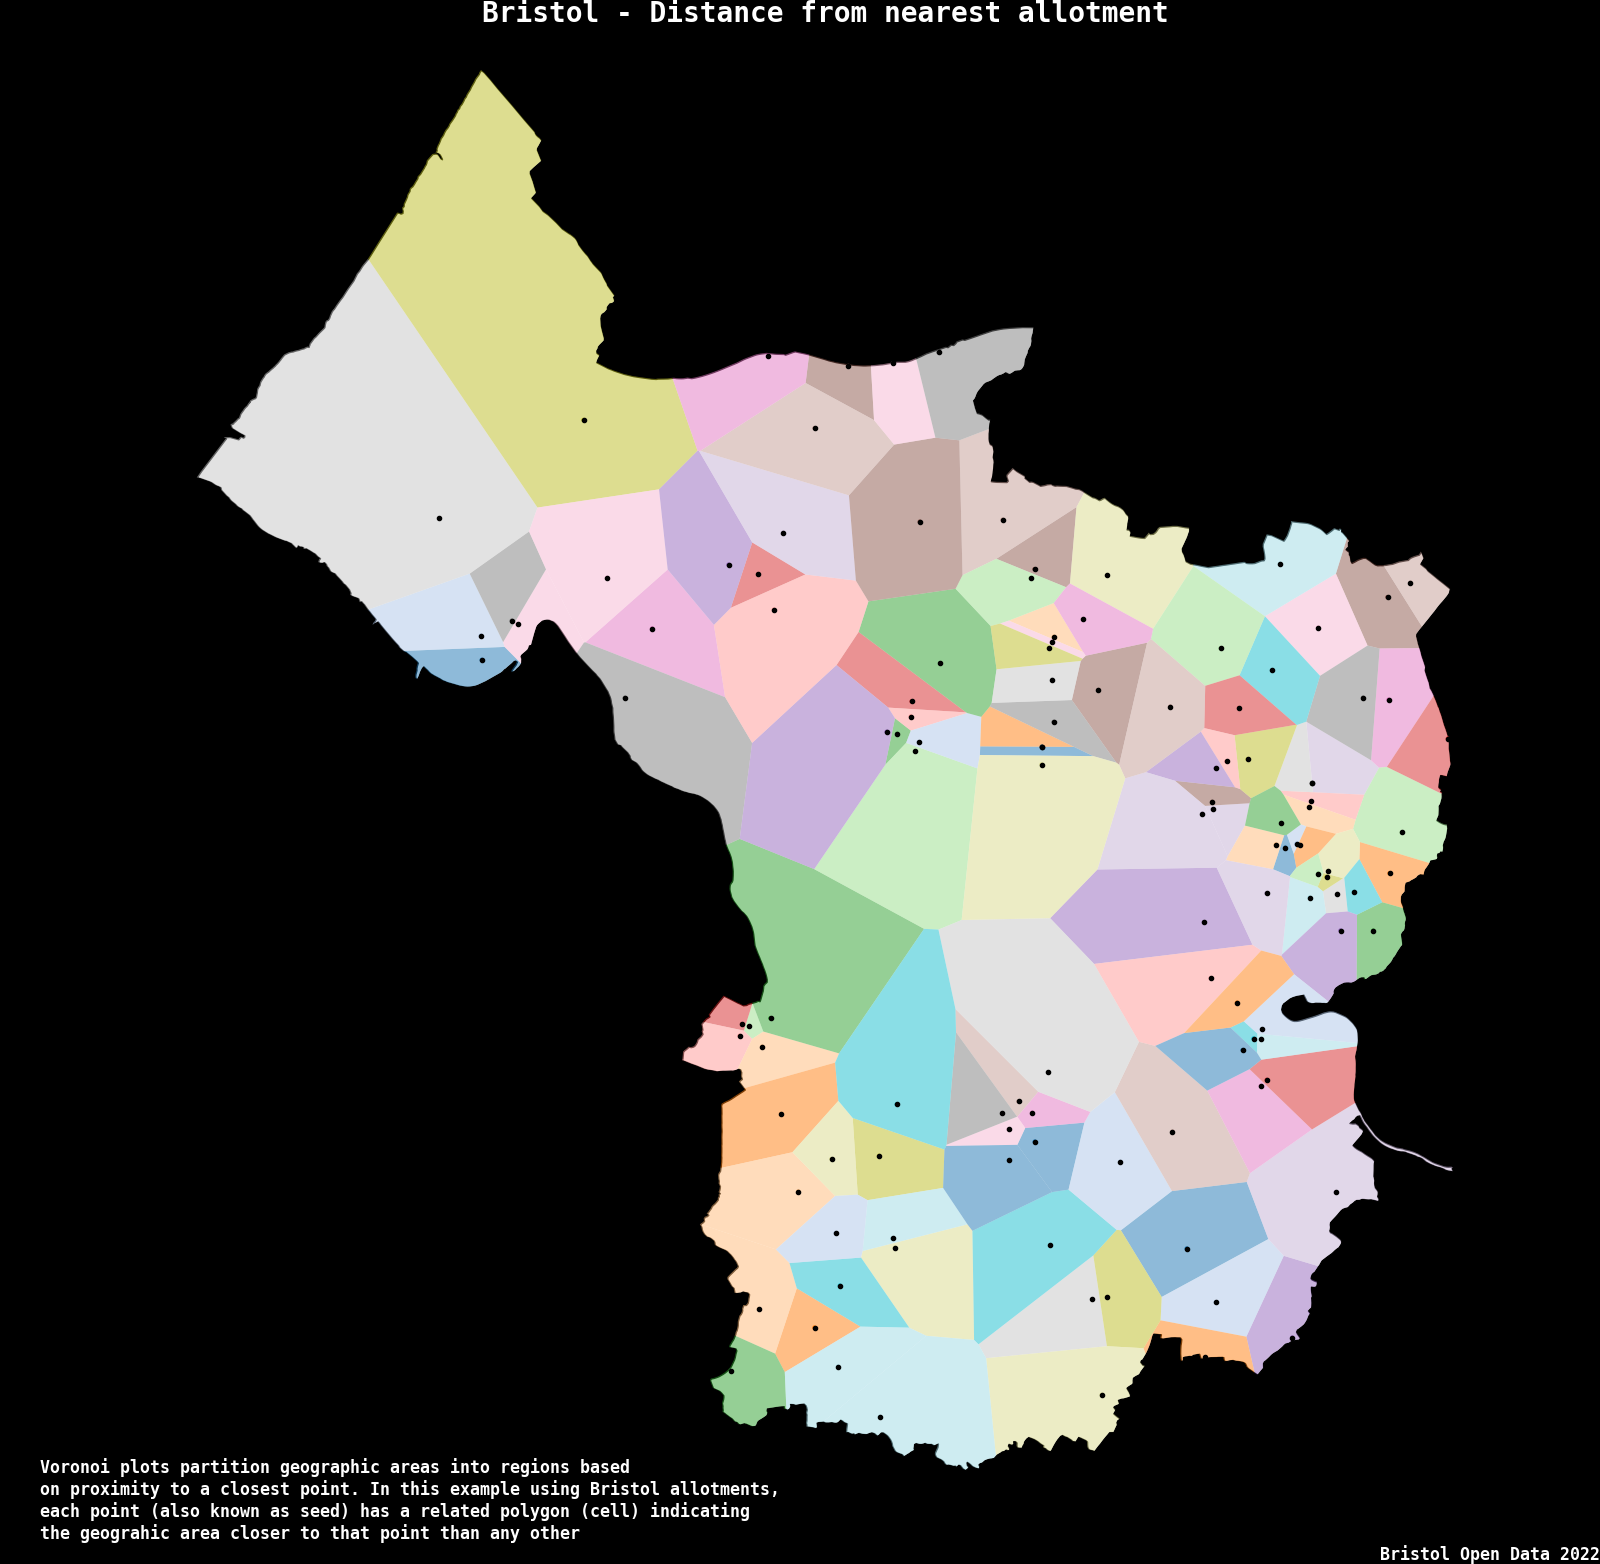 Bristol - Distance from nearest allotment
Voronoi plots partition geographic areas into regions based
on proximity to a closest point. In this example using Bristol allotments,
each point (also known as seed) has a related polygon (cell) indicating
the geograhic area closer to that point than any other
Bristol Open Data 2022